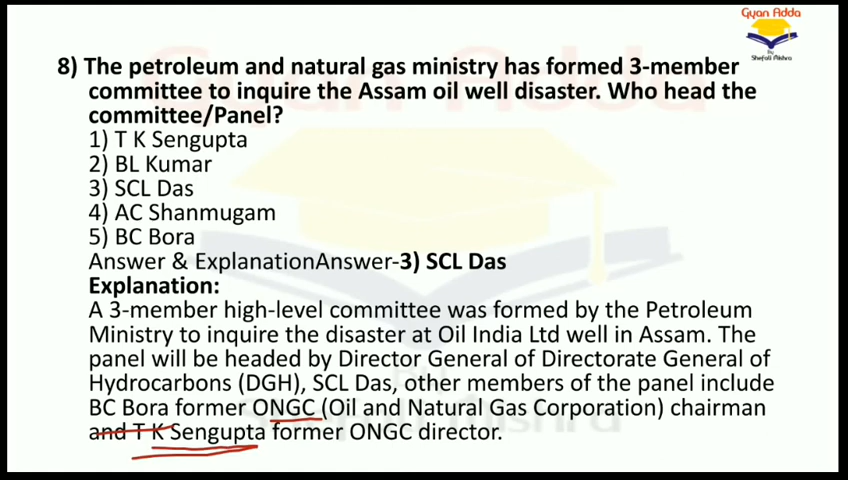 Gyan Adda
By
Shefali Mishra
8) The petroleum and natural gas ministry has formed 3-member
committee to inquire the Assam oil well disaster. Who head the
committee/Panel?
1) T K Sengupta
2) BL Kumar
3) SCL Das
4) AC Shanmugam
5) BC Bora
Answer & ExplanationAnswer-3) SCL Das
Explanation:
A 3-member high-level committee was formed by the Petroleum
Ministry to inquire the disaster at Oil India Ltd well in Assam. The
panel will be headed by Director General of Directorate General of
Hydrocarbons (DGH), SCL Das, other members of the panel include
BC Bora former ONGC (Oil and Natural Gas Corporation) chairman
and T K Sengupta former ONGC director.